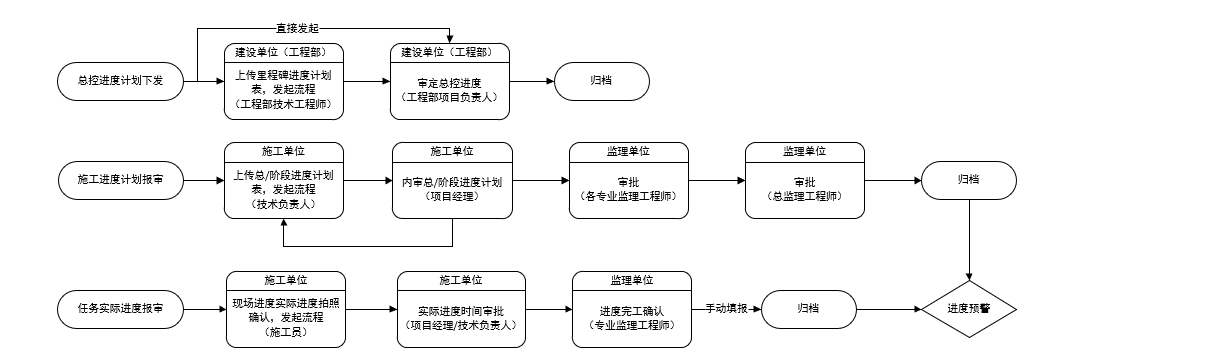 直接发起
总控进度计划下发
建设单位（工程部）
上传里程碑进度计划
表，发起流程
（工程部技术工程师）
建设单位（工程部）
审定总控进度
（工程部项目负责人）
归档
施工进度计划报审
施工单位
上传总/阶段进度计划
表，发起流程
（技术负责人）
施工单位
内审总/阶段进度计划
（项目经理）
监理单位
审批
（各专业监理工程师）
监理单位
审批
（总监理工程师）
归档
任务实际进度报审
施工单位
现场进度实际进度拍照
确认，发起流程
（施工员）
施工单位
实际进度时间审批
（项目经理/技术负责人）
监理单位
进度完工确认
（专业监理工程师）
手动填报
归档
进度预警